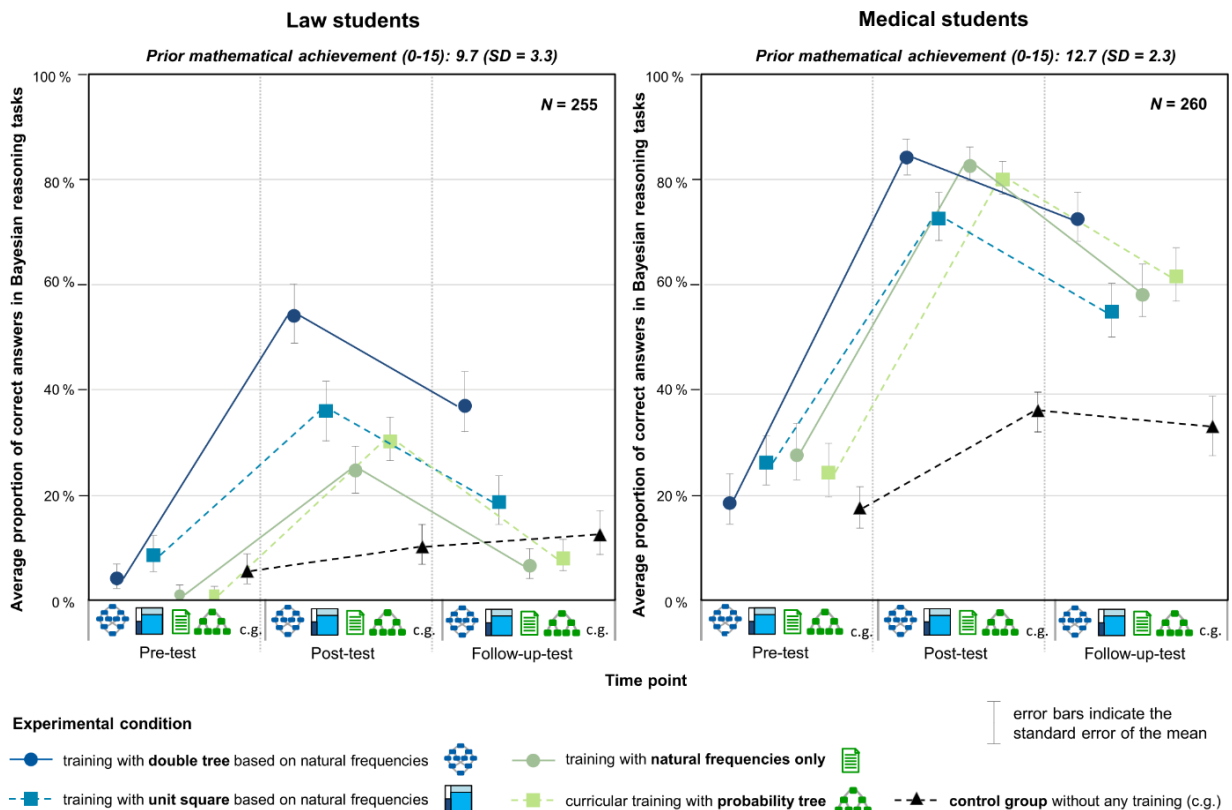 Law students
Prior mathematical achievement (0-15): 9.7 (SD = 3.3)
Average proportion of correct answers in Bayesian reasoning tasks
100 %
80 %
60 %
40 %
20 %
0 %
N = 255
c.g.
c.g.
c.g.
Pre-test
Post-test
Follow-up-test
Medical students
Prior mathematical achievement (0-15): 12.7 (SD = 2.3)
Average proportion of correct answers in Bayesian reasoning tasks
100 %
80 %
60 %
40 %
20 %
0 %
N = 260
c.g.
c.g.
c.g.
Pre-test
Post-test
Follow-up-test
Time point
Experimental condition
error bars indicate the
standard error of the mean
training with double tree based on natural frequencies
training with natural frequencies only
training with unit square based on natural frequencies
curricular training with probability tree
control group without any training (c.g.)